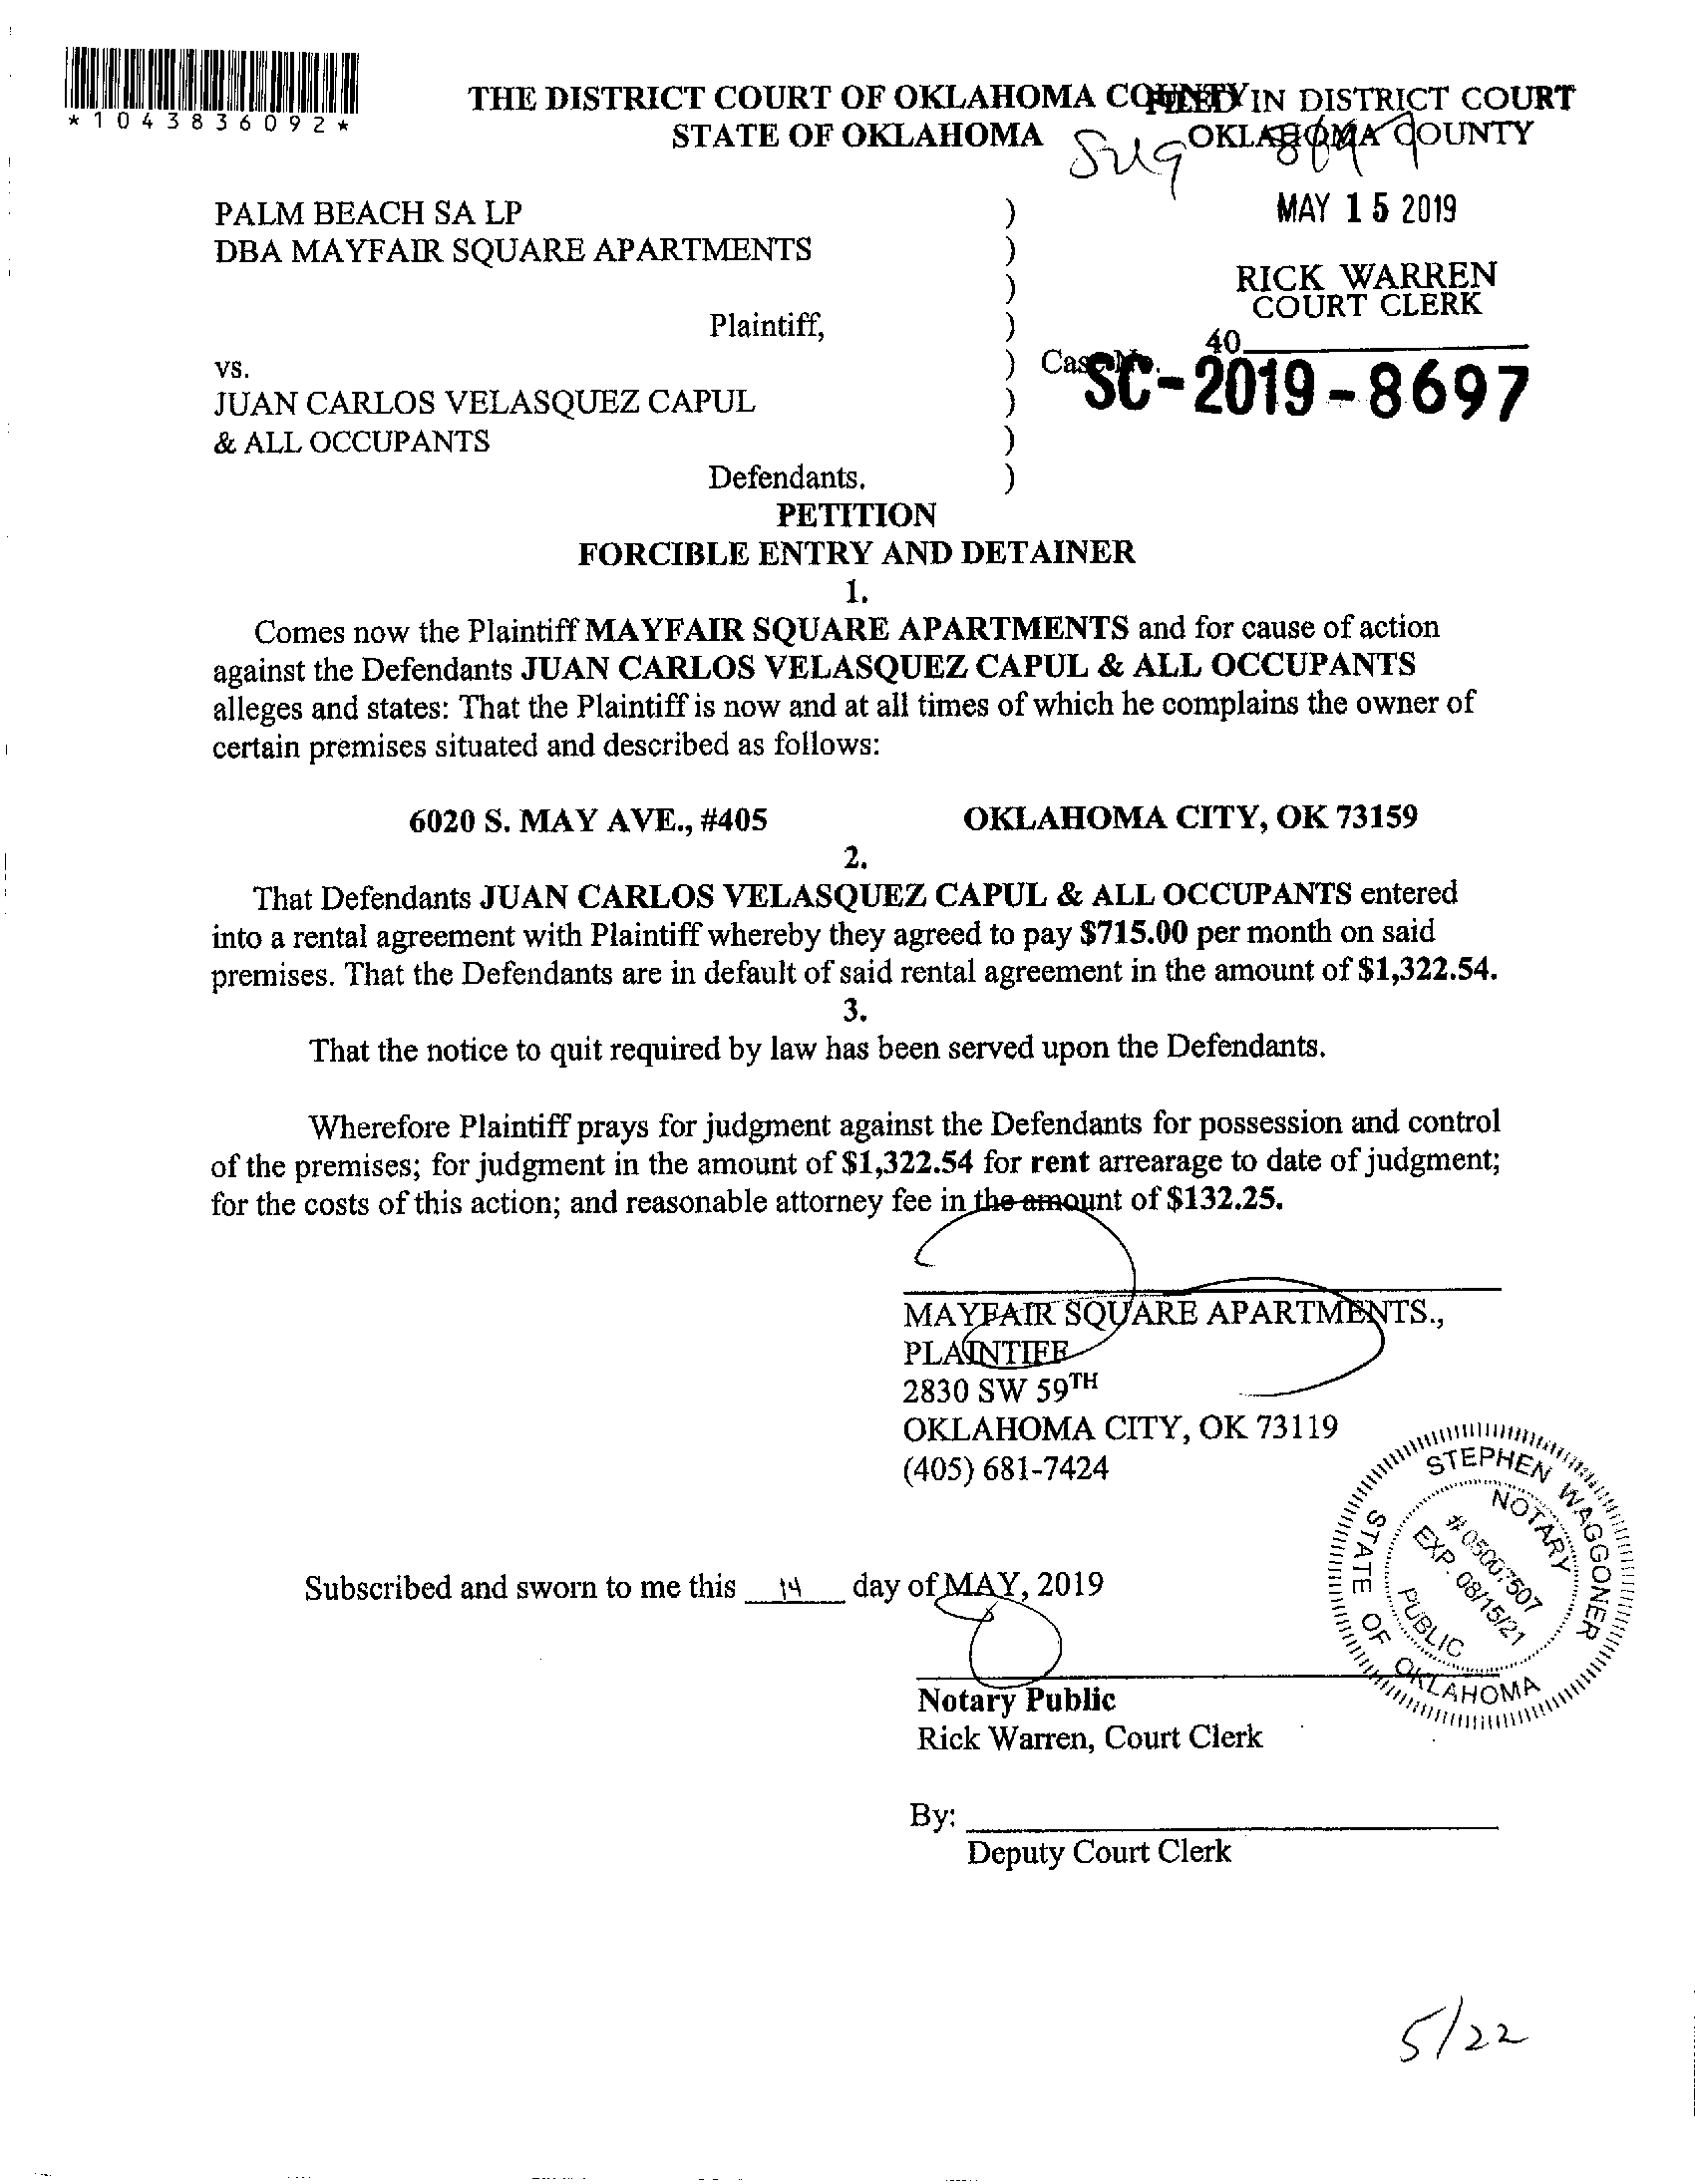 *1043836092*
THE DISTRICT COURT OF OKLAHOMA COUNTY
STATE OF OKLAHOMA
FILED IN DISTRICT COURT
OKLAHOMA COUNTY
MAY 15 2019
RICK WARREN
COURT CLERK
40
PALM BEACH SA LP )
DBA MAYFAIR SQUARE APARTMENTS )
)
Plaintiff, )
vs. ) Case No.
SC-2019-8697
JUAN CARLOS VELASQUEZ CAPUL )
& ALL OCCUPANTS )
Defendants. )
PETITION
FORCIBLE ENTRY AND DETAINER
1.
Comes now the Plaintiff MAYFAIR SQUARE APARTMENTS and for cause of action
against the Defendants JUAN CARLOS VELASQUEZ CAPUL & ALL OCCUPANTS
alleges and states: That the Plaintiff is now and at all times of which he complains the owner of
certain premises situated and described as follows:
6020 S. MAY AVE., #405 OKLAHOMA CITY, OK 73159
2.
That Defendants JUAN CARLOS VELASQUEZ CAPUL & ALL OCCUPANTS entered
into a rental agreement with Plaintiff whereby they agreed to pay $715.00 per month on said
premises. That the Defendants are in default of said rental agreement in the amount of $1,322.54.
3.
That the notice to quit required by law has been served upon the Defendants.
Wherefore Plaintiff prays for judgment against the Defendants for possession and control
of the premises; for judgment in the amount of $1,322.54 for rent arrearage to date of judgment;
for the costs of this action; and reasonable attorney fee in the amount of $132.25.
MAYFAIR SQUARE APARTMENTS.,
PLAINTIFF
2830 SW 59TH
OKLAHOMA CITY, OK 73119
(405) 681-7424
STEPHEN WAGGONER
NOTARY
# 05007507
EXP. 08/15/21
PUBLIC
STATE OF OKLAHOMA
Subscribed and sworn to me this 14 day of MAY, 2019
Notary Public
Rick Warren, Court Clerk
By:
Deputy Court Clerk
5/22